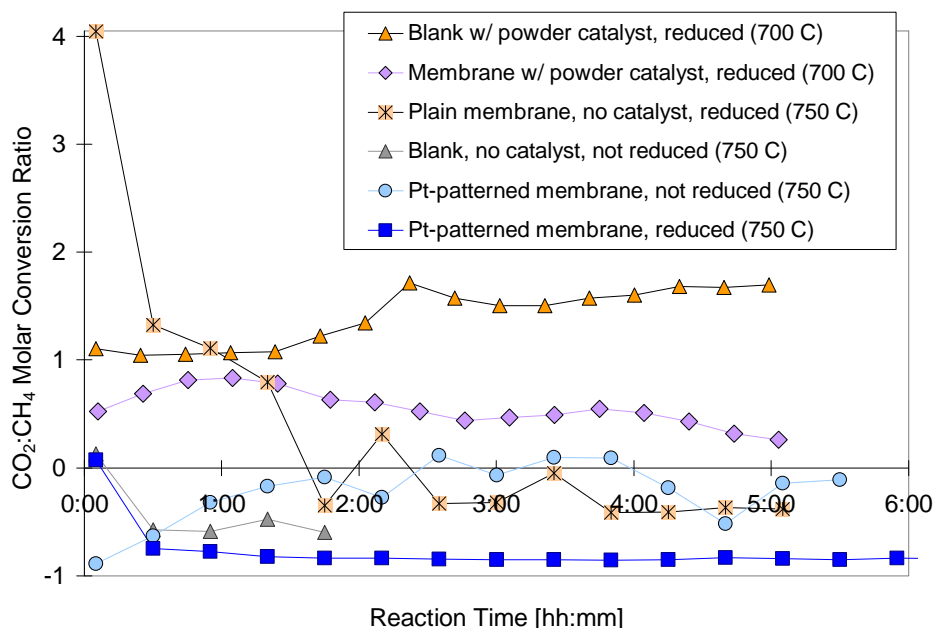 4
3
2
1
0
-1
CO₂:CH₄ Molar Conversion Ratio
Blank w/ powder catalyst, reduced (700 C)
Membrane w/ powder catalyst, reduced (700 C)
Plain membrane, no catalyst, reduced (750 C)
Blank, no catalyst, not reduced (750 C)
Pt-patterned membrane, not reduced (750 C)
Pt-patterned membrane, reduced (750 C)
0:00 1:00 2:00 3:00 4:00 5:00 6:00
Reaction Time [hh:mm]